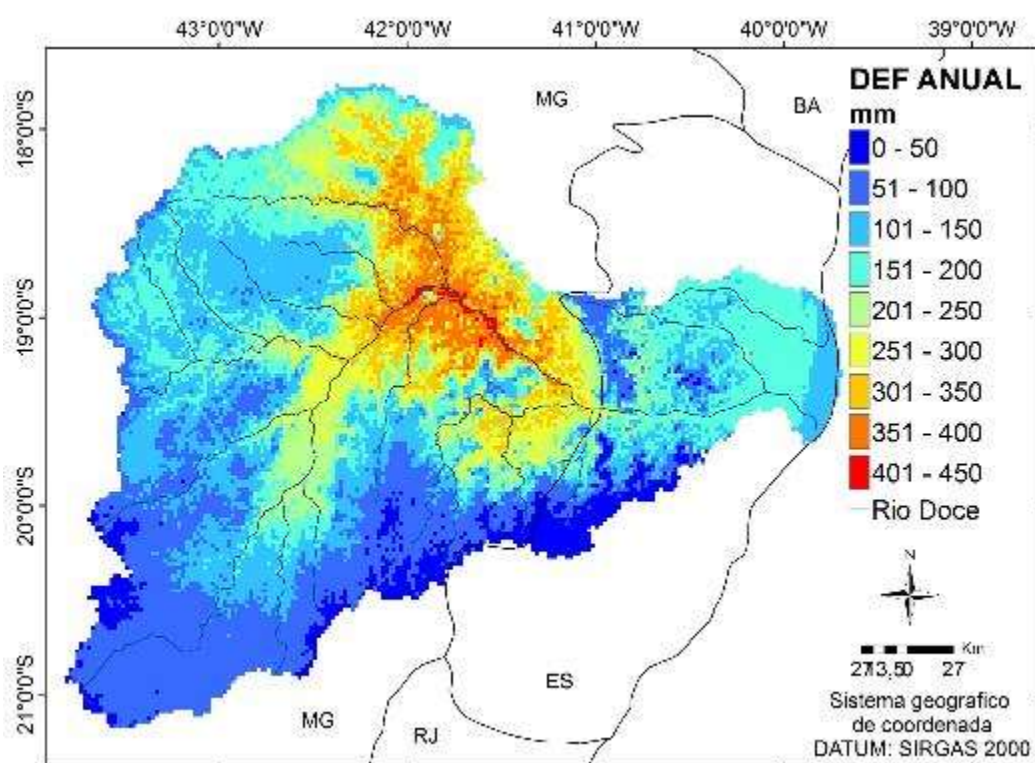 43°0'0"W 42°0'0"W 41°0'0"W 40°0'0"W 39°0'0"W
18°0'0"S
19°0'0"S
20°0'0"S
21°0'0"S
MG
BA
MG
RJ
ES
DEF ANUAL
mm
0 - 50
51 - 100
101 - 150
151 - 200
201 - 250
251 - 300
301 - 350
351 - 400
401 - 450
Rio Doce
N
Km
27 13,5 0 27
Sistema geografico
de coordenada
DATUM: SIRGAS 2000